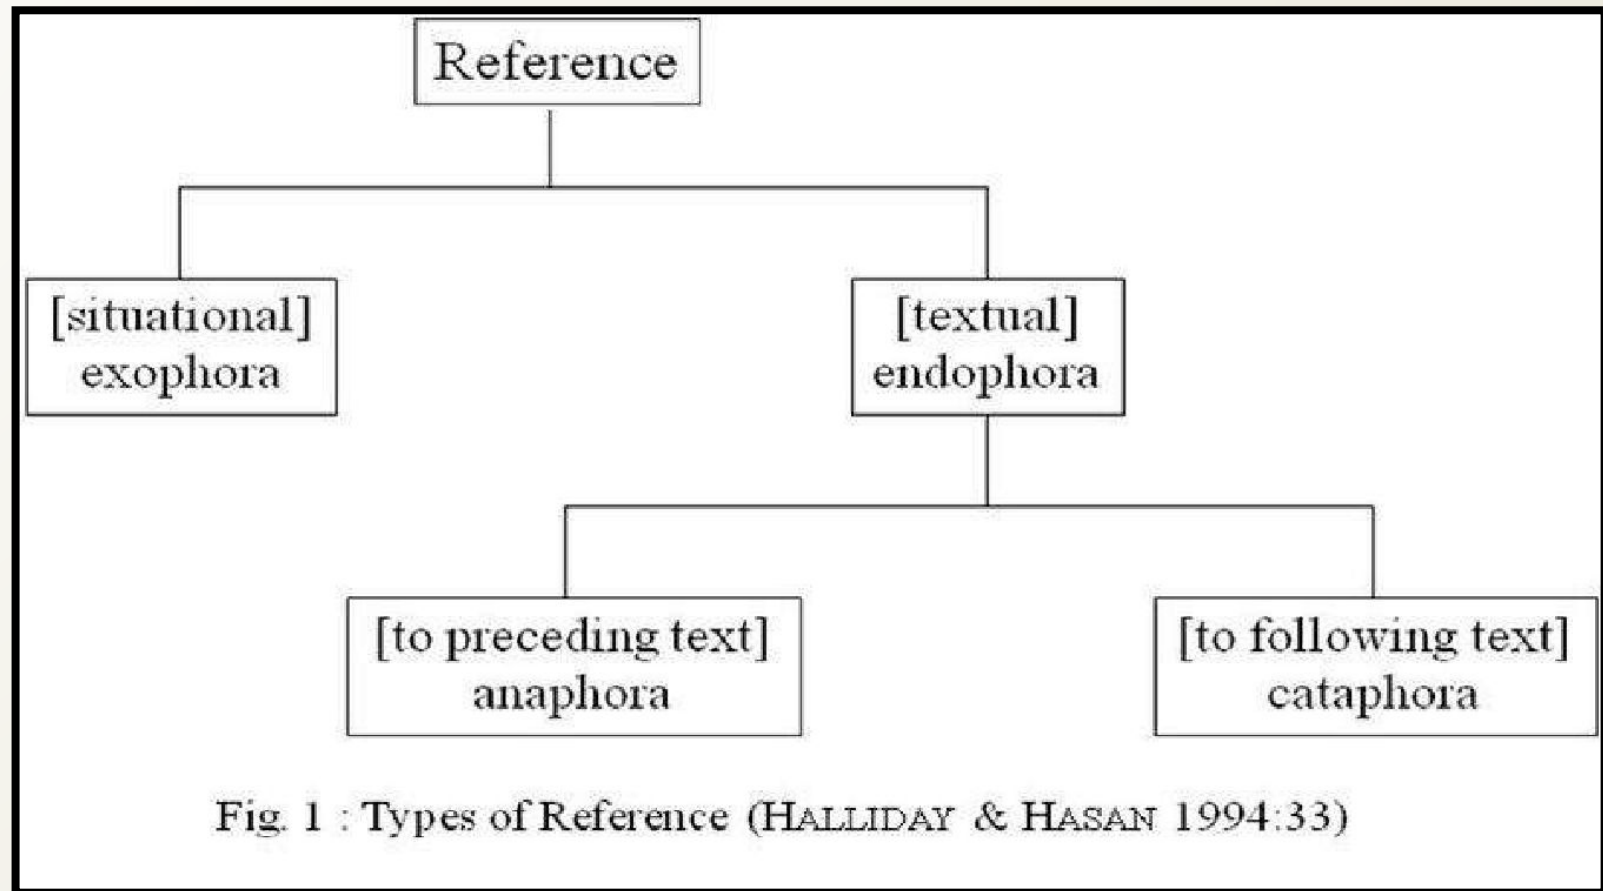 Reference
[situational]
exophora
[textual]
endophora
[to preceding text]
anaphora
[to following text]
cataphora
Fig. 1 : Types of Reference (HALLIDAY & HASAN 1994:33)